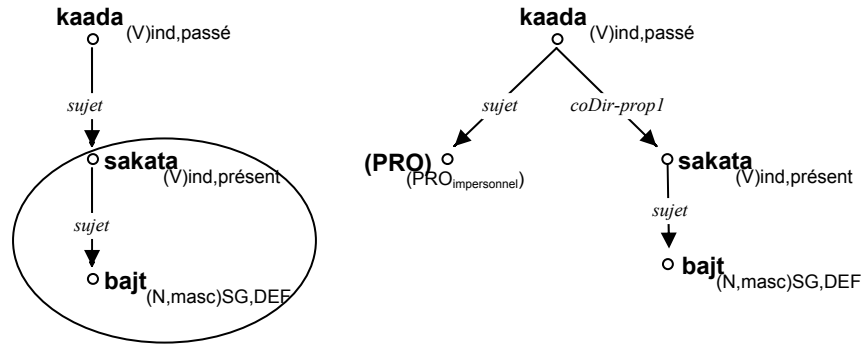 kaada (V)ind,passé
sujet
sakata (V)ind,présent
sujet
bajt (N,masc)SG,DEF
kaada (V)ind,passé
sujet coDir-prop1
(PRO) (PROimpersonnel) sakata (V)ind,présent
sujet
bajt (N,masc)SG,DEF